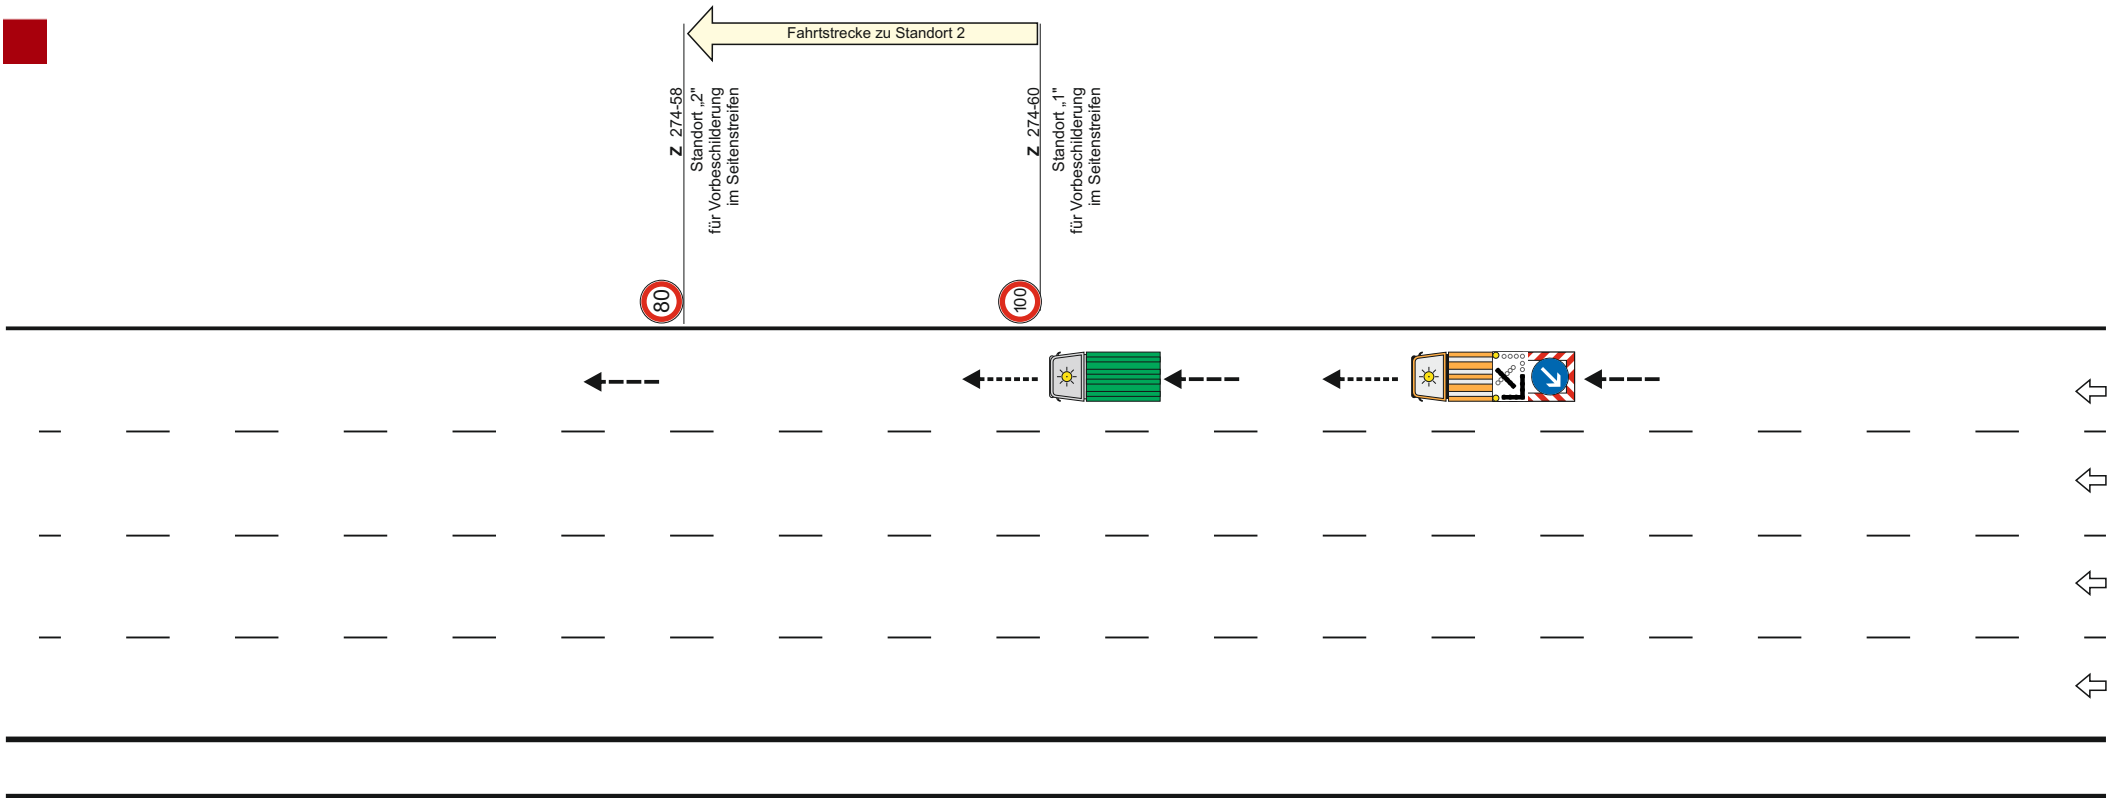 Fahrtstrecke zu Standort 2
Z 274-58
Standort „2"
für Vorbeschilderung
im Seitenstreifen
Z 274-60
Standort „1"
für Vorbeschilderung
im Seitenstreifen
80
100